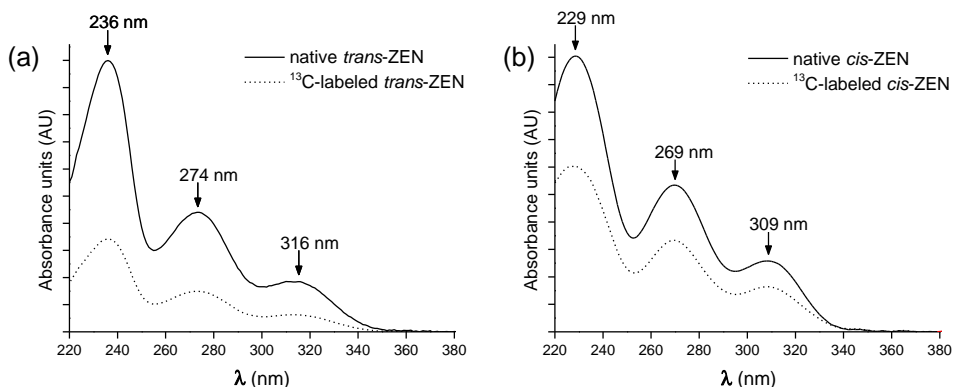 (a)
236 nm
native trans-ZEN
¹³C-labeled trans-ZEN
274 nm
316 nm
Absorbance units (AU)
220 240 260 280 300 320 340 360 380
λ (nm)
(b)
229 nm
native cis-ZEN
¹³C-labeled cis-ZEN
269 nm
309 nm
Absorbance units (AU)
220 240 260 280 300 320 340 360 380
λ (nm)